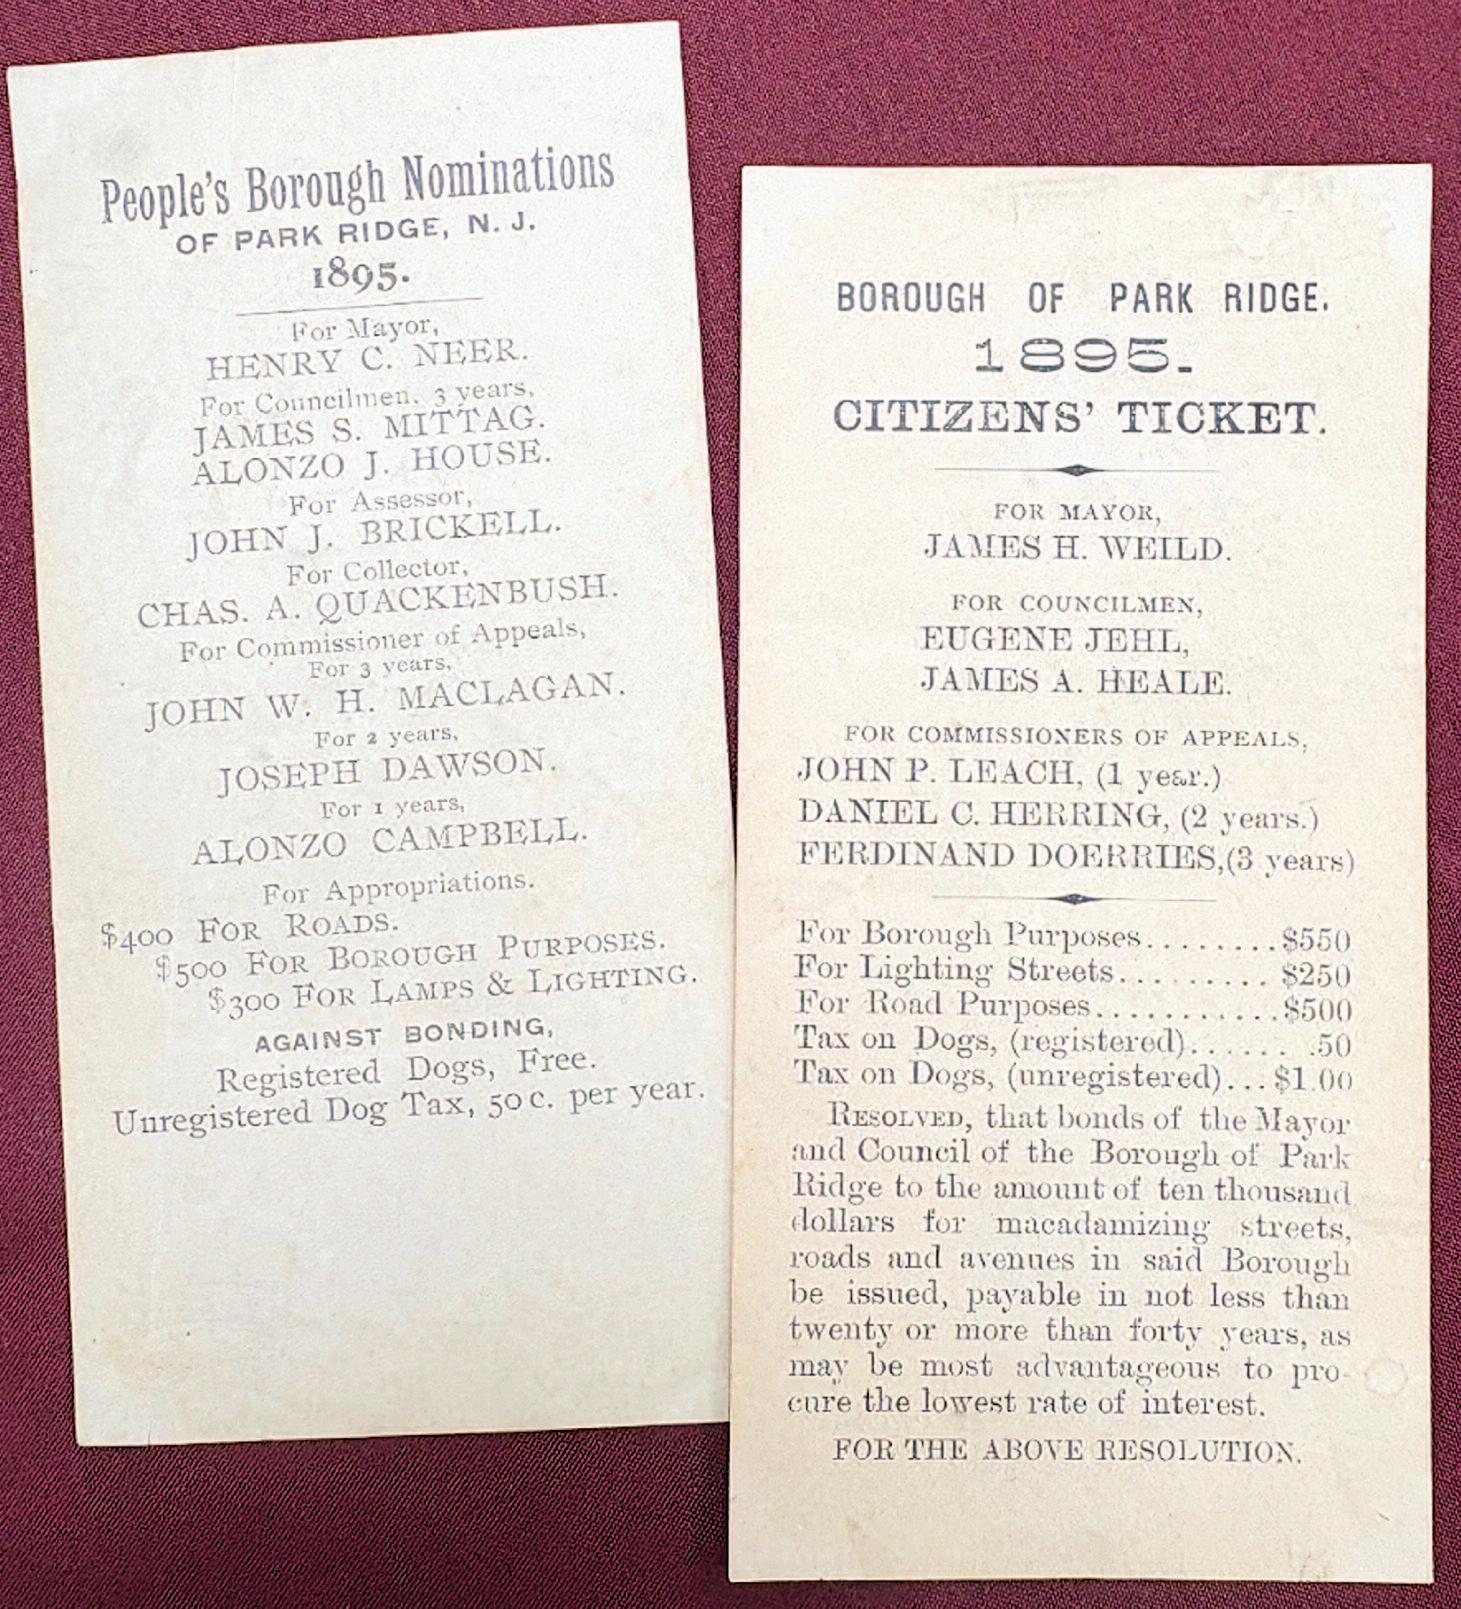 People's Borough Nominations
OF PARK RIDGE, N. J.
1895.
For Mayor,
HENRY C. NEER.
For Councilmen, 3 years,
JAMES S. MITTAG.
ALONZO J. HOUSE.
For Assessor,
JOHN J. BRICKELL.
For Collector,
CHAS. A. QUACKENBUSH.
For Commissioner of Appeals,
For 3 years,
JOHN W. H. MACLAGAN.
For 2 years,
JOSEPH DAWSON.
For 1 years,
ALONZO CAMPBELL.
For Appropriations.
$400 FOR ROADS.
$500 FOR BOROUGH PURPOSES.
$300 FOR LAMPS & LIGHTING.
AGAINST BONDING,
Registered Dogs, Free.
Unregistered Dog Tax, 50c. per year.
BOROUGH OF PARK RIDGE.
1895.
CITIZENS' TICKET.
FOR MAYOR,
JAMES H. WEILD.
FOR COUNCILMEN,
EUGENE JEHL,
JAMES A. HEALE.
FOR COMMISSIONERS OF APPEALS,
JOHN P. LEACH, (1 year.)
DANIEL C. HERRING, (2 years.)
FERDINAND DOERRIES,(3 years)
For Borough Purposes........$550
For Lighting Streets......... $250
For Road Purposes...........$500
Tax on Dogs, (registered)...... .50
Tax on Dogs, (unregistered)...$1.00
RESOLVED, that bonds of the Mayor
and Council of the Borough of Park
Ridge to the amount of ten thousand
dollars for macadamizing streets,
roads and avenues in said Borough
be issued, payable in not less than
twenty or more than forty years, as
may be most advantageous to pro-
cure the lowest rate of interest.
FOR THE ABOVE RESOLUTION.